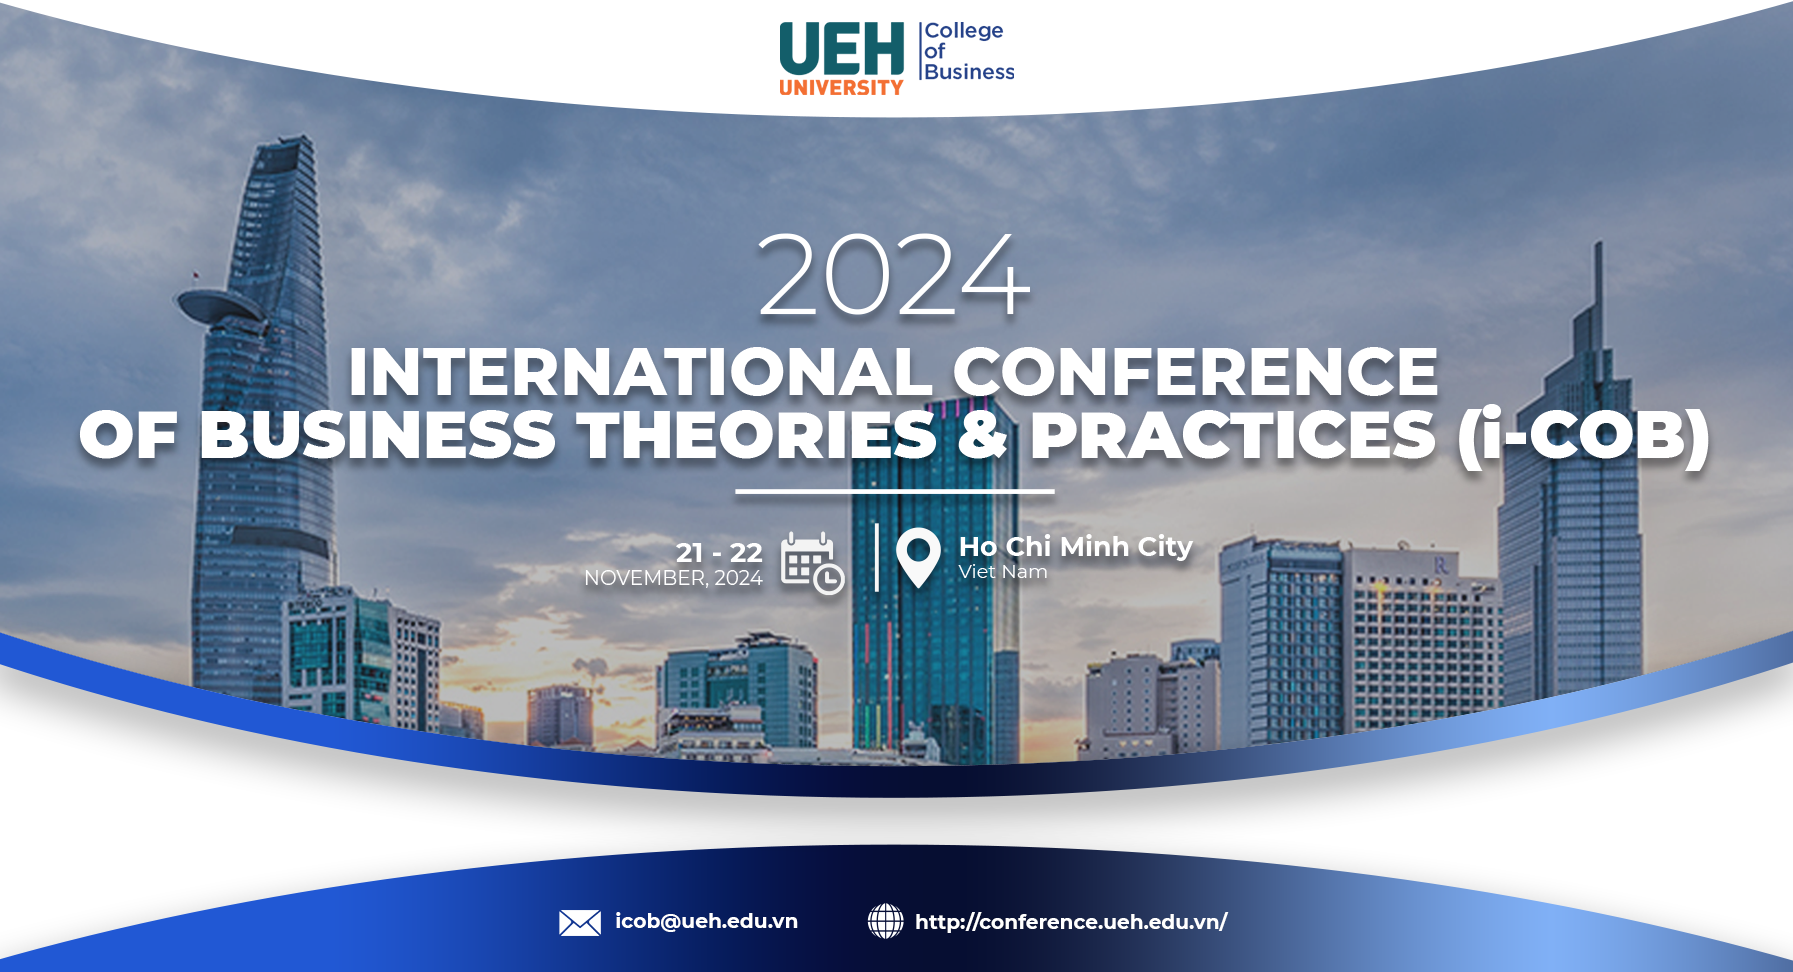 UEH
UNIVERSITY
College
of
Business
2024
INTERNATIONAL CONFERENCE
OF BUSINESS THEORIES & PRACTICES (i-COB)
21 - 22
NOVEMBER, 2024
Ho Chi Minh City
Viet Nam
R
icob@ueh.edu.vn
http://conference.ueh.edu.vn/